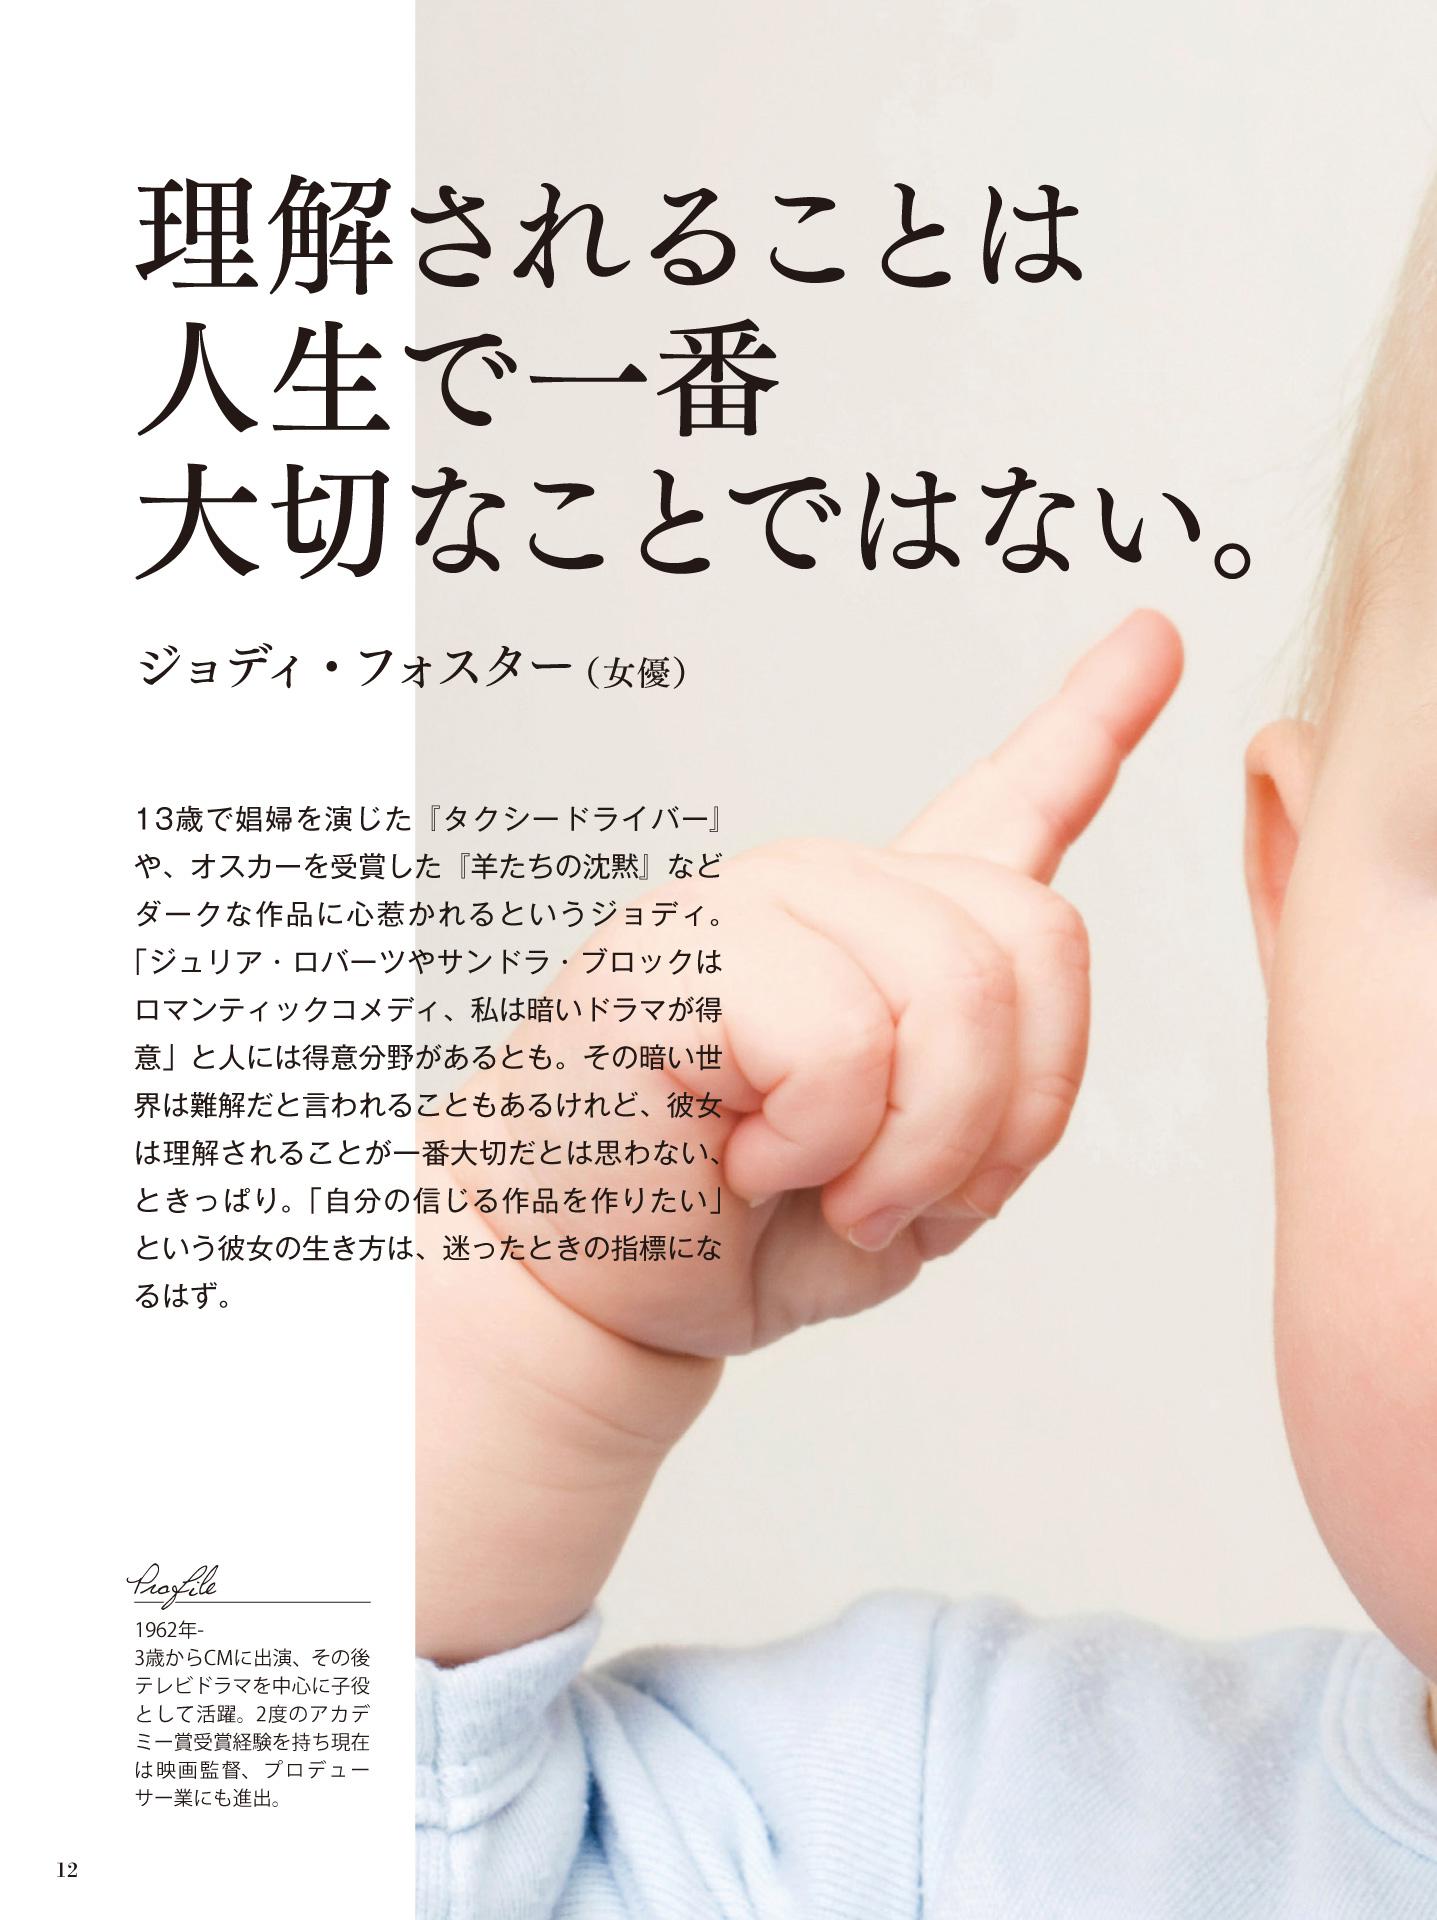 理解されることは
人生で一番
大切なことではない。
ジョディ・フォスター（女優）
13歳で娼婦を演じた『タクシードライバー』
や、オスカーを受賞した『羊たちの沈黙』など
ダークな作品に心惹かれるというジョディ。
「ジュリア・ロバーツやサンドラ・ブロックは
ロマンティックコメディ、私は暗いドラマが得
意」と人には得意分野があるとも。その暗い世
界は難解だと言われることもあるけれど、彼女
は理解されることが一番大切だとは思わない、
ときっぱり。「自分の信じる作品を作りたい」
という彼女の生き方は、迷ったときの指標にな
るはず。
Profile
1962年-
3歳からCMに出演、その後
テレビドラマを中心に子役
として活躍。2度のアカデ
ミー賞受賞経験を持ち現在
は映画監督、プロデュー
サー業にも進出。
12